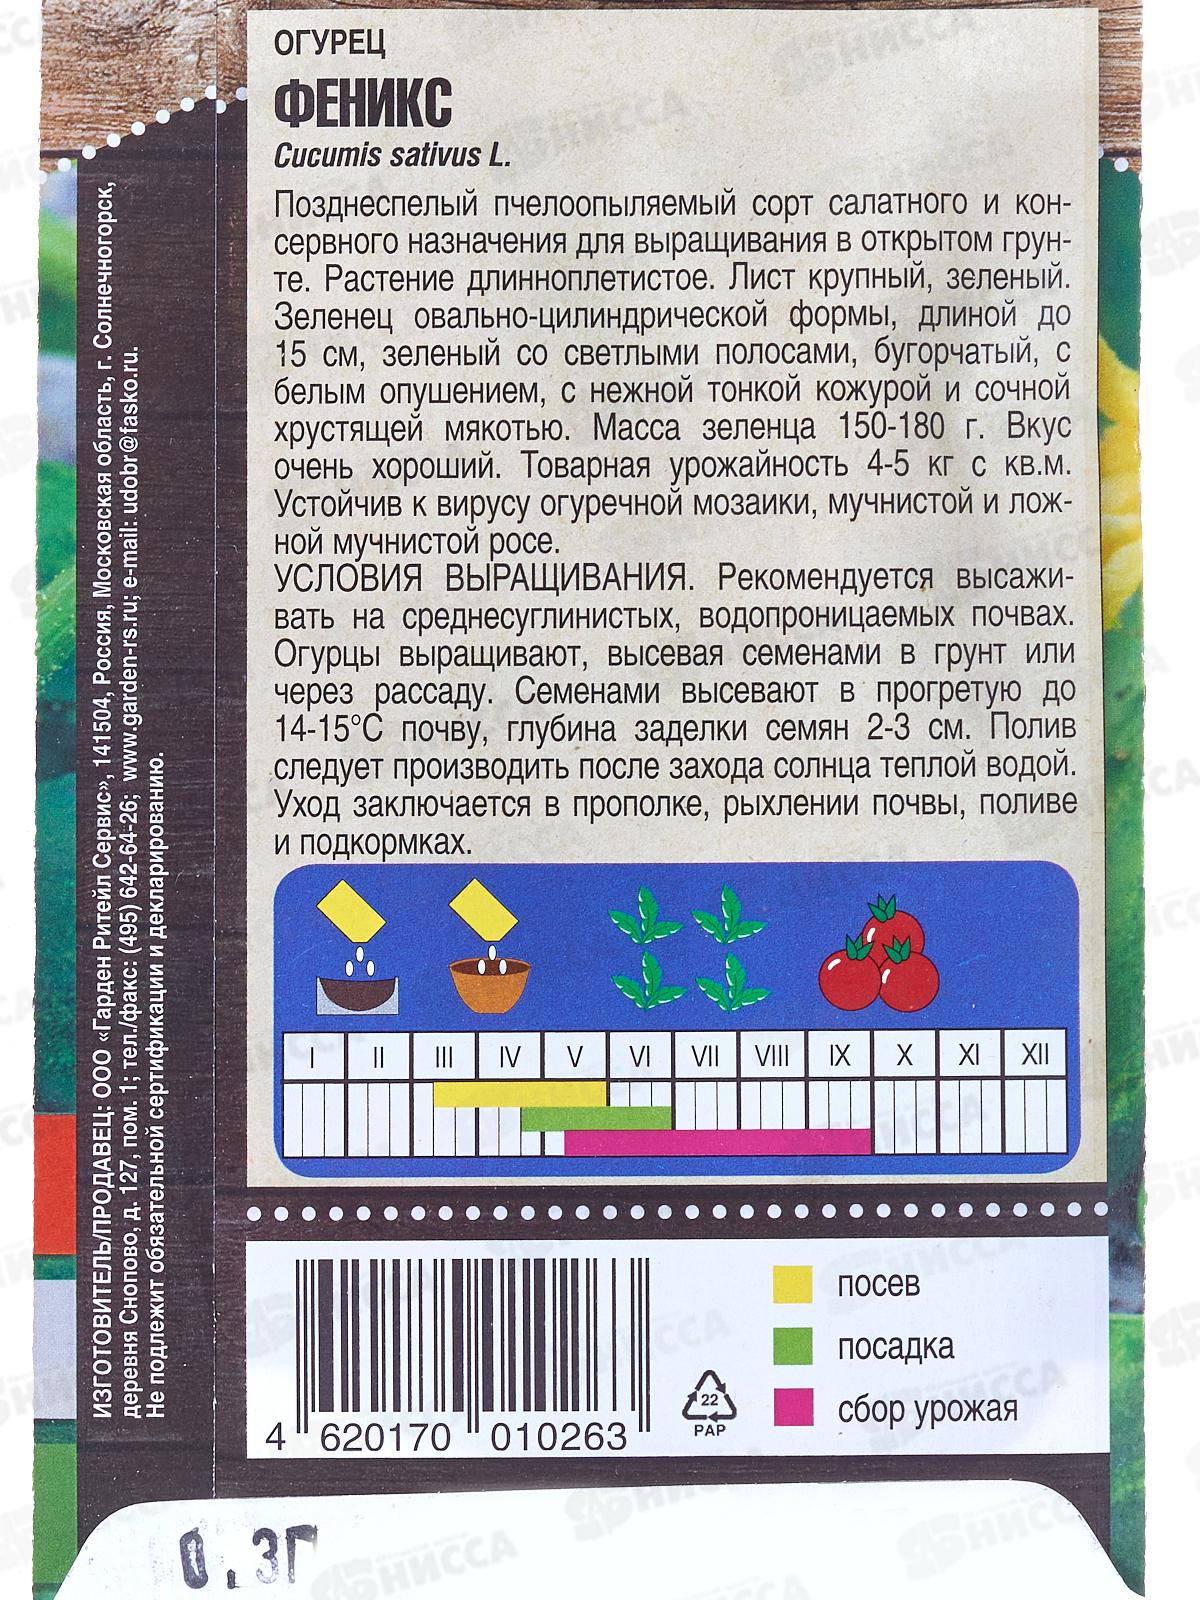 ОГУРЕЦ
ФЕНИКС
Cucumis sativus L.
Позднеспелый пчелоопыляемый сорт салатного и кон-
сервного назначения для выращивания в открытом грун-
те. Растение длинноплетистое. Лист крупный, зеленый.
Зеленец овально-цилиндрической формы, длиной до
15 см, зеленый со светлыми полосами, бугорчатый, с
белым опушением, с нежной тонкой кожурой и сочной
хрустящей мякотью. Масса зеленца 150-180 г. Вкус
очень хороший. Товарная урожайность 4-5 кг с кв.м.
Устойчив к вирусу огуречной мозаики, мучнистой и лож-
ной мучнистой росе.
УСЛОВИЯ ВЫРАЩИВАНИЯ. Рекомендуется высажи-
вать на среднесуглинистых, водопроницаемых почвах.
Огурцы выращивают, высевая семенами в грунт или
через рассаду. Семенами высевают в прогретую до
14-15°С почву, глубина заделки семян 2-3 см. Полив
следует производить после захода солнца теплой водой.
Уход заключается в прополке, рыхлении почвы, поливе
и подкормках.
I II III IV V VI VII VIII IX X XI XII
посев
посадка
сбор урожая
22
PAP
4 620170 010263
ИЗГОТОВИТЕЛЬ/ПРОДАВЕЦ: ООО «Гарден Ритейл Сервис», 141504, Россия, Московская область, г. Солнечногорск,
деревня Снопово, д. 127, пом. 1; тел./факс: (495) 642-64-26; www.garden-rs.ru; e-mail: udobr@fasko.ru.
Не подлежит обязательной сертификации и декларированию.
0.3г
НИССА